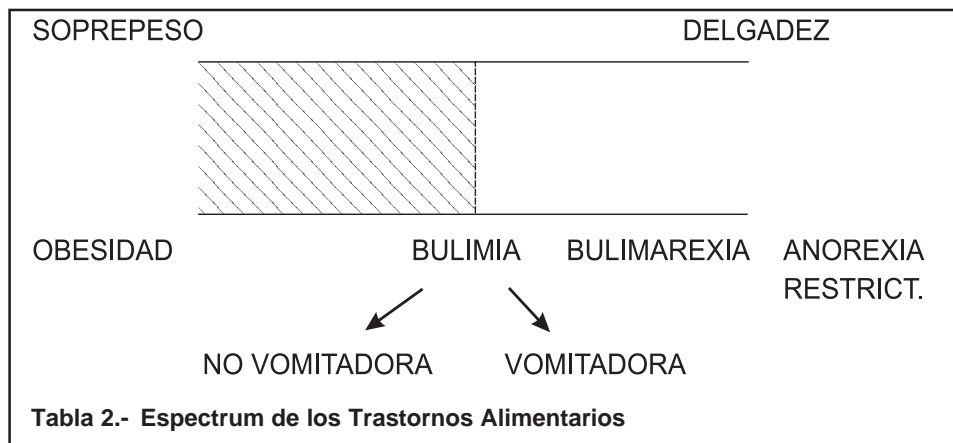 SOPREPESO DELGADEZ
OBESIDAD BULIMIA BULIMAREXIA ANOREXIA
RESTRICT.
NO VOMITADORA VOMITADORA
Tabla 2.- Espectrum de los Trastornos Alimentarios